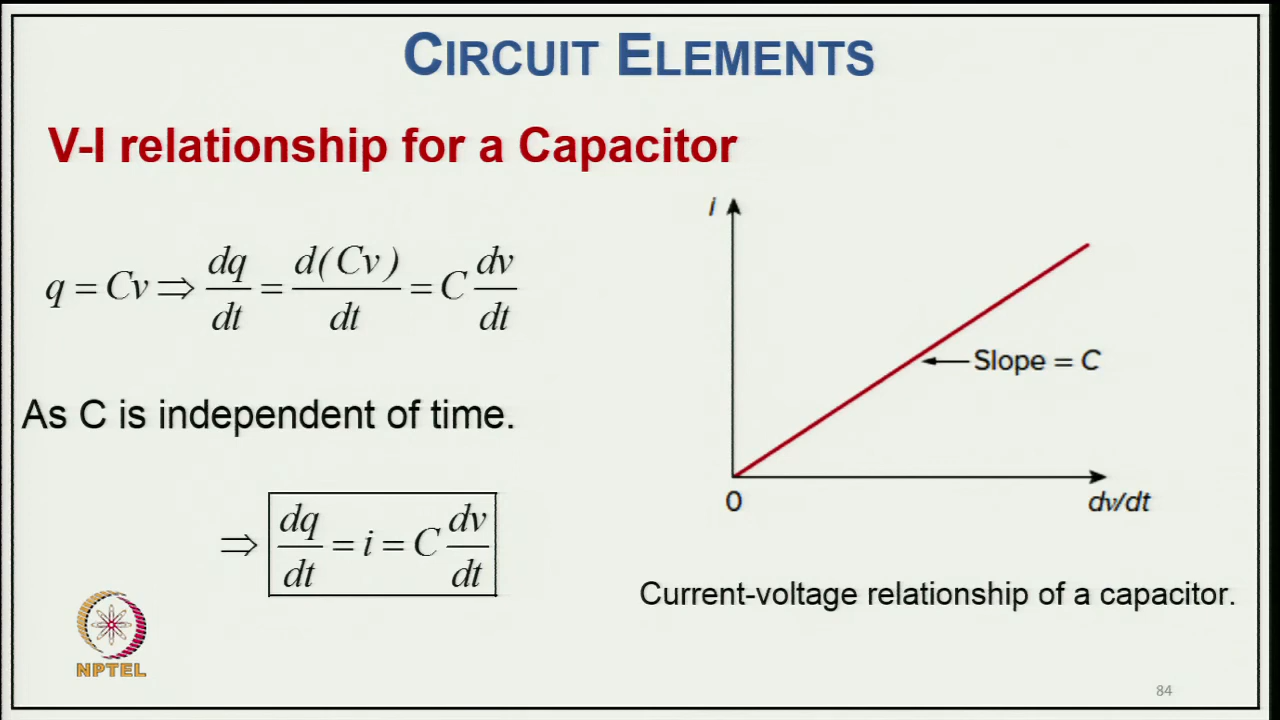 CIRCUIT ELEMENTS
V-I relationship for a Capacitor
q = Cv ⇒ dq/dt = d(Cv)/dt = C dv/dt
As C is independent of time.
⇒ dq/dt = i = C dv/dt
i
Slope = C
0
dv/dt
Current-voltage relationship of a capacitor.
NPTEL
84